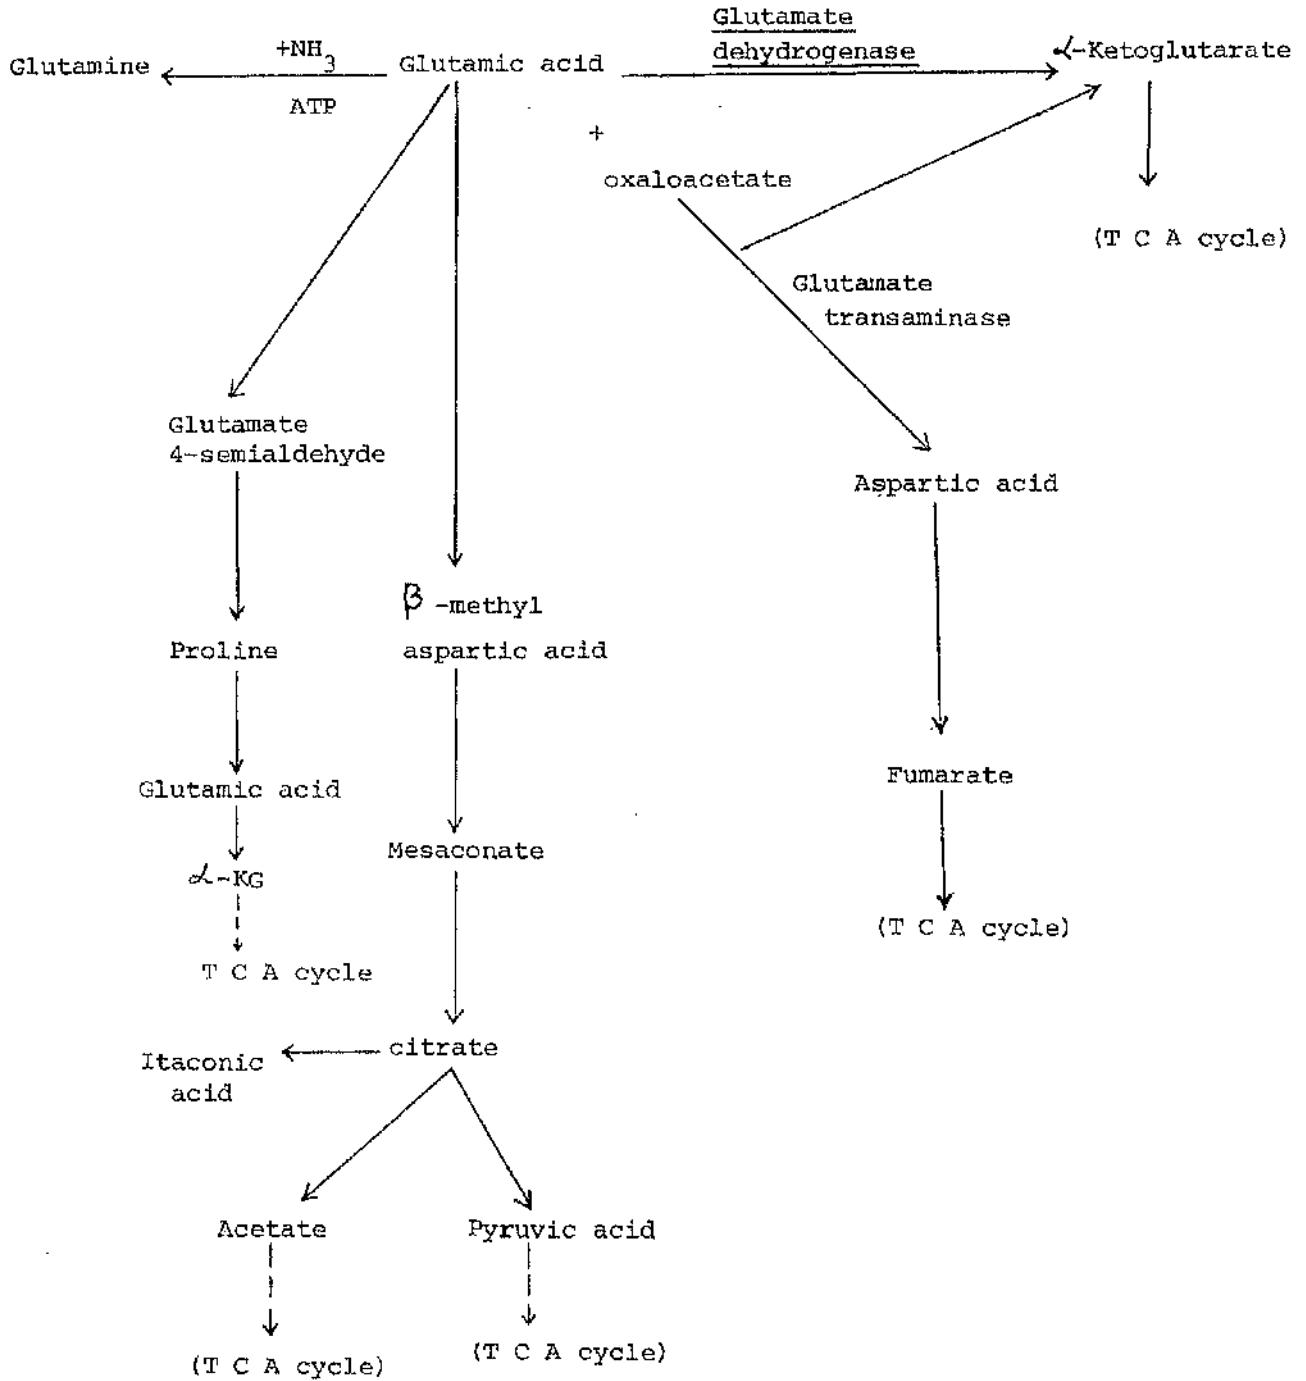 Glutamate
dehydrogenase
Glutamine
+NH3
ATP
Glutamic acid
α-Ketoglutarate
+
oxaloacetate
(T C A cycle)
Glutamate
transaminase
Glutamate
4-semialdehyde
Aspartic acid
β-methyl
aspartic acid
Proline
Fumarate
Glutamic acid
Mesaconate
α-KG
(T C A cycle)
T C A cycle
citrate
Itaconic
acid
Acetate
Pyruvic acid
(T C A cycle)
(T C A cycle)